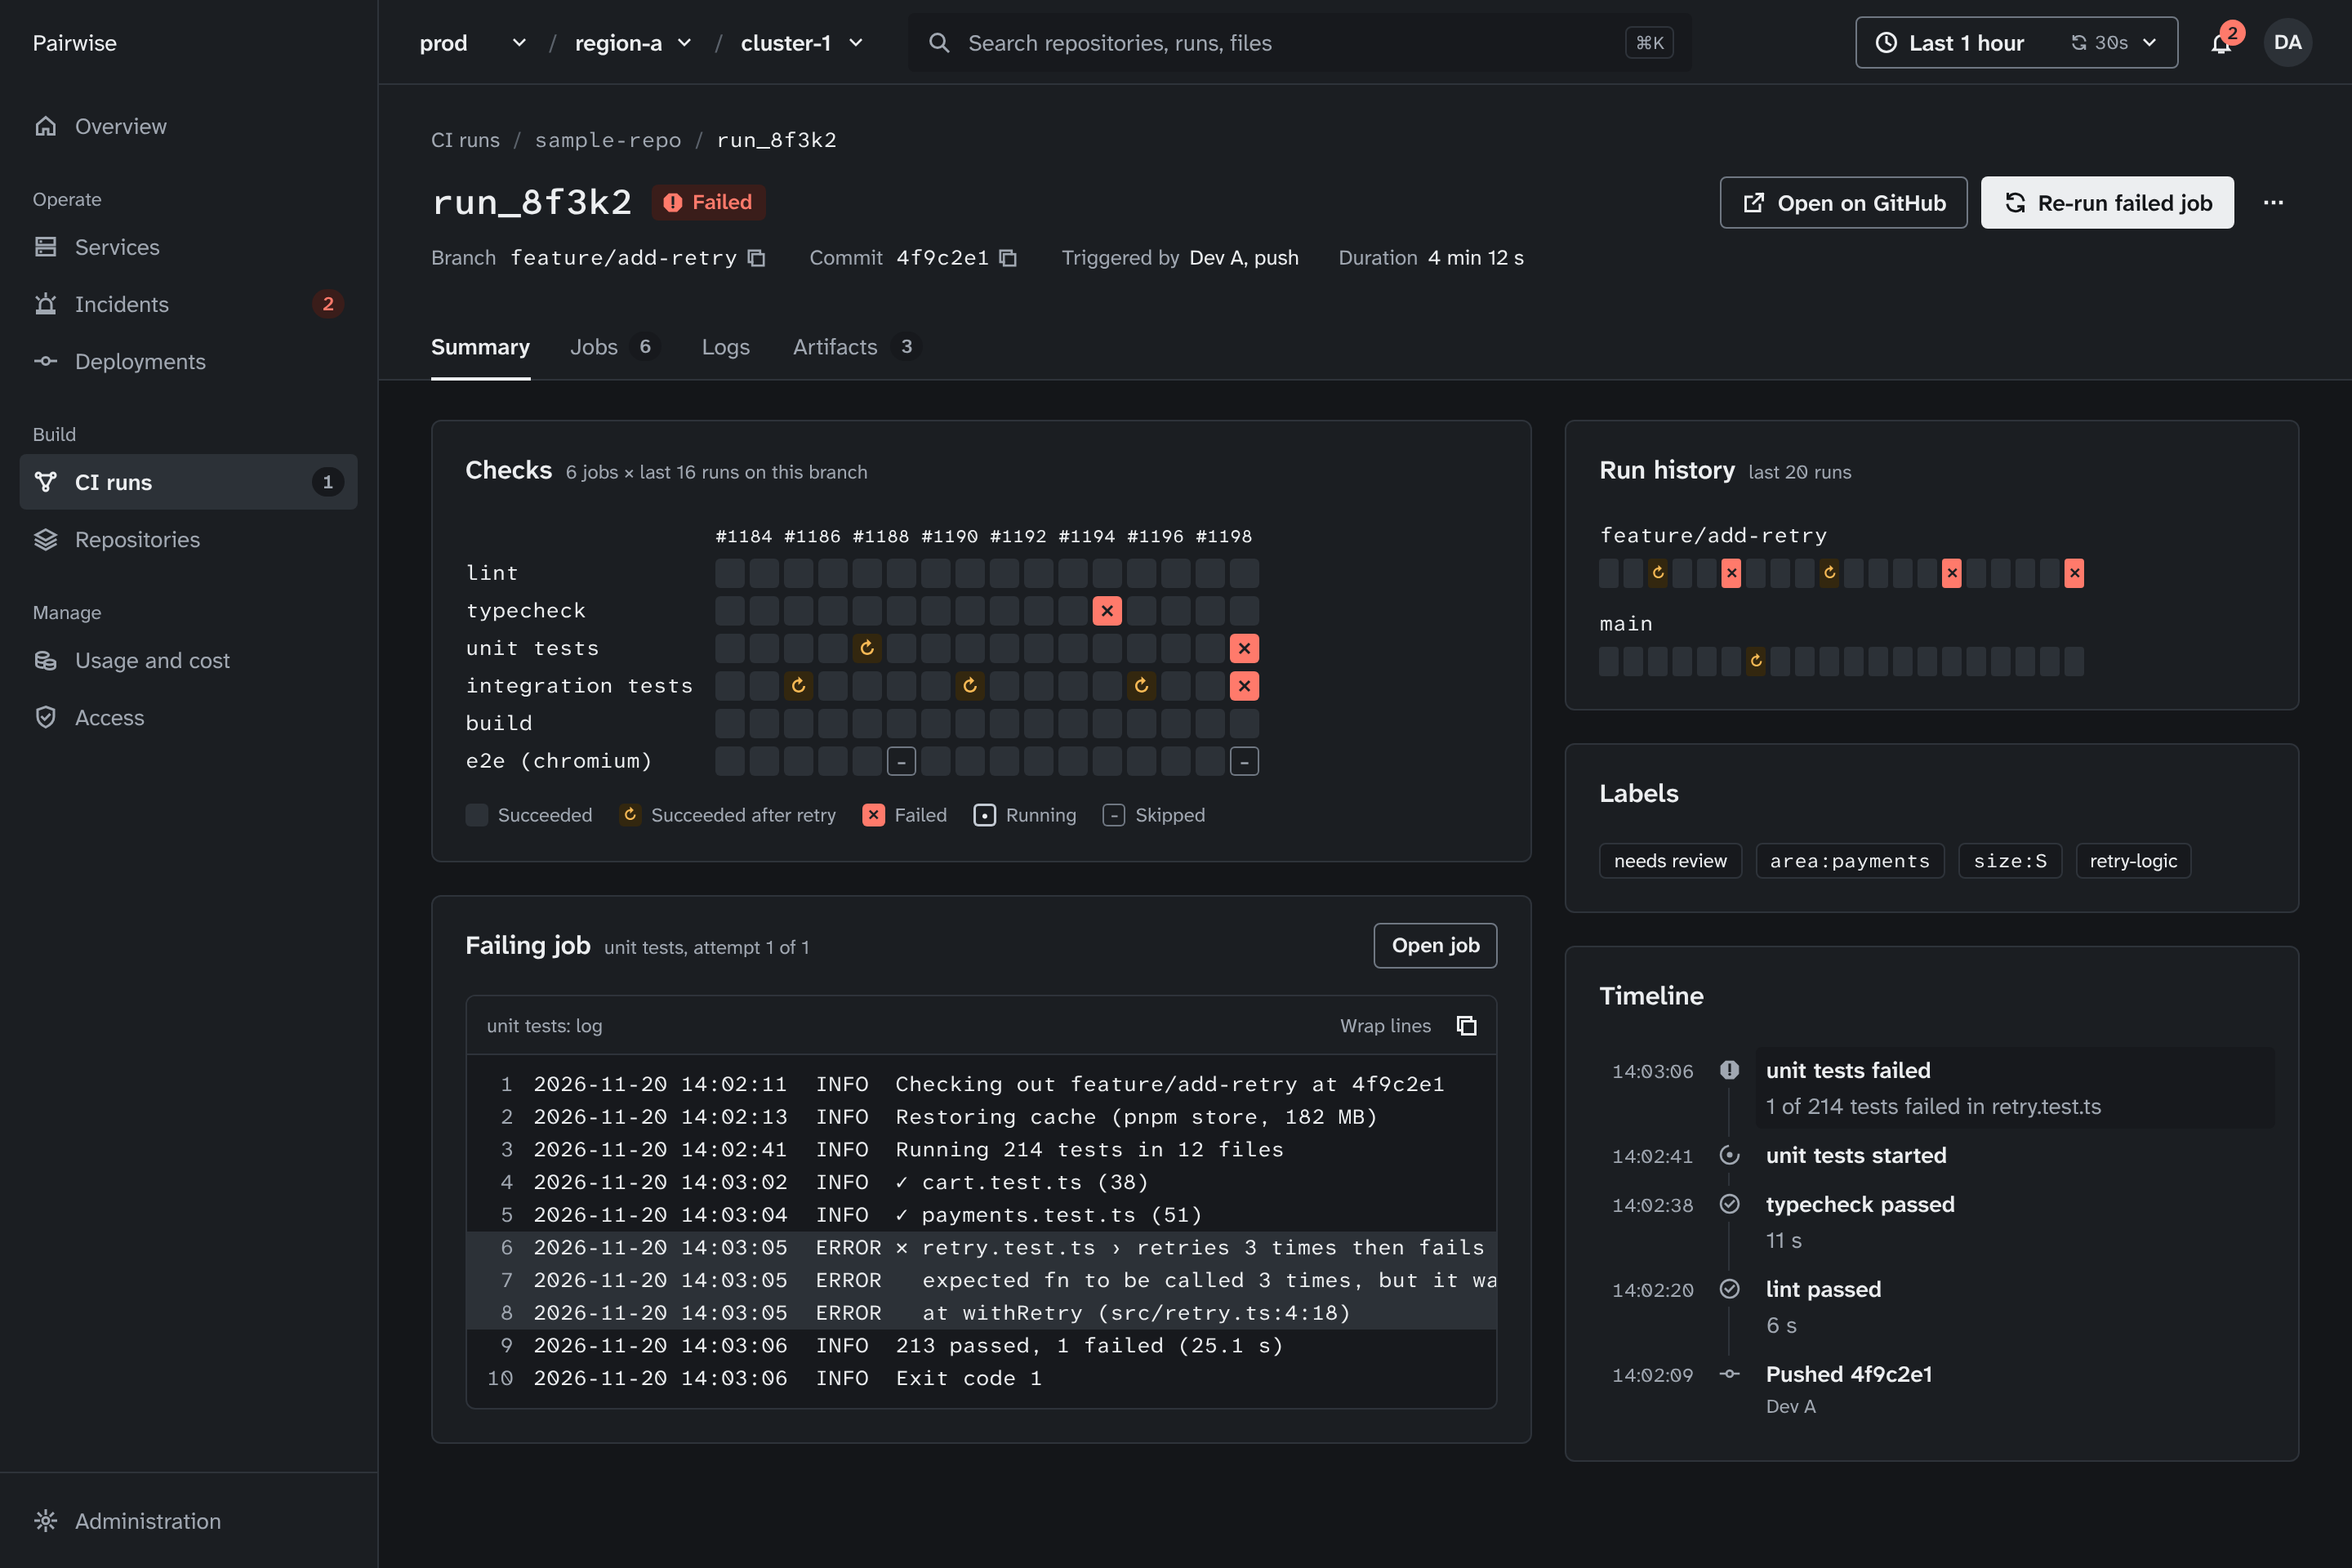 Pairwise
prod / region-a / cluster-1
Search repositories, runs, files ⌘K
Last 1 hour 30s
2
DA
Overview
Operate
Services
Incidents 2
Deployments
Build
CI runs 1
Repositories
Manage
Usage and cost
Access
Administration
CI runs / sample-repo / run_8f3k2
run_8f3k2 Failed
Open on GitHub
Re-run failed job
Branch feature/add-retry Commit 4f9c2e1 Triggered by Dev A, push Duration 4 min 12 s
Summary Jobs 6 Logs Artifacts 3
Checks 6 jobs × last 16 runs on this branch
#1184 #1186 #1188 #1190 #1192 #1194 #1196 #1198
lint
typecheck
unit tests
integration tests
build
e2e (chromium)
Succeeded Succeeded after retry Failed Running Skipped
Failing job unit tests, attempt 1 of 1
Open job
unit tests: log Wrap lines
1 2026-11-20 14:02:11 INFO Checking out feature/add-retry at 4f9c2e1
2 2026-11-20 14:02:13 INFO Restoring cache (pnpm store, 182 MB)
3 2026-11-20 14:02:41 INFO Running 214 tests in 12 files
4 2026-11-20 14:03:02 INFO ✓ cart.test.ts (38)
5 2026-11-20 14:03:04 INFO ✓ payments.test.ts (51)
6 2026-11-20 14:03:05 ERROR × retry.test.ts › retries 3 times then fails
7 2026-11-20 14:03:05 ERROR expected fn to be called 3 times, but it wa
8 2026-11-20 14:03:05 ERROR at withRetry (src/retry.ts:4:18)
9 2026-11-20 14:03:06 INFO 213 passed, 1 failed (25.1 s)
10 2026-11-20 14:03:06 INFO Exit code 1
Run history last 20 runs
feature/add-retry
main
Labels
needs review area:payments size:S retry-logic
Timeline
14:03:06 unit tests failed
1 of 214 tests failed in retry.test.ts
14:02:41 unit tests started
14:02:38 typecheck passed
11 s
14:02:20 lint passed
6 s
14:02:09 Pushed 4f9c2e1
Dev A